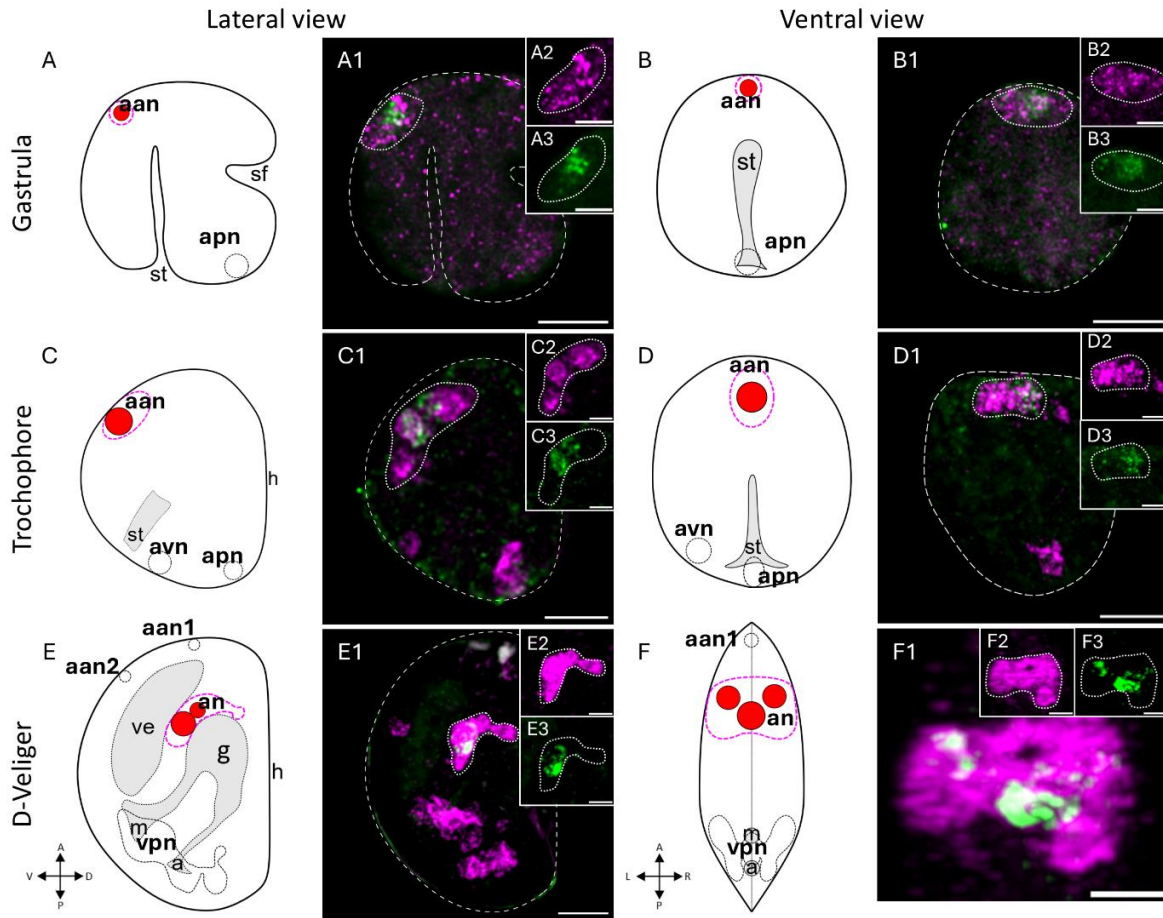 Lateral view
Ventral view
Gastrula
A
aan
sf
apn
st
A1
A2
A3
B
aan
st
apn
B1
B2
B3
Trochophore
C
aan
h
st
avn
apn
C1
C2
C3
D
aan
avn
st
apn
D1
D2
D3
D-Veliger
E
aan1
aan2
an
ve
g
h
m
vpn
a
A
V
D
P
E1
E2
E3
F
aan1
an
m
vpn
a
A
L
R
P
F1
F2
F3